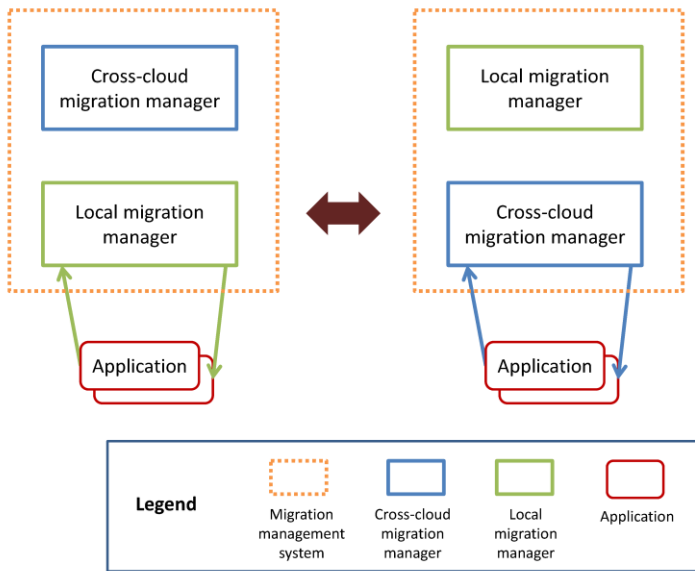 Cross-cloud
migration manager
Local migration
manager
Application
Local migration
manager
Cross-cloud
migration manager
Application
Legend
Migration
management
system
Cross-cloud
migration
manager
Local
migration
manager
Application